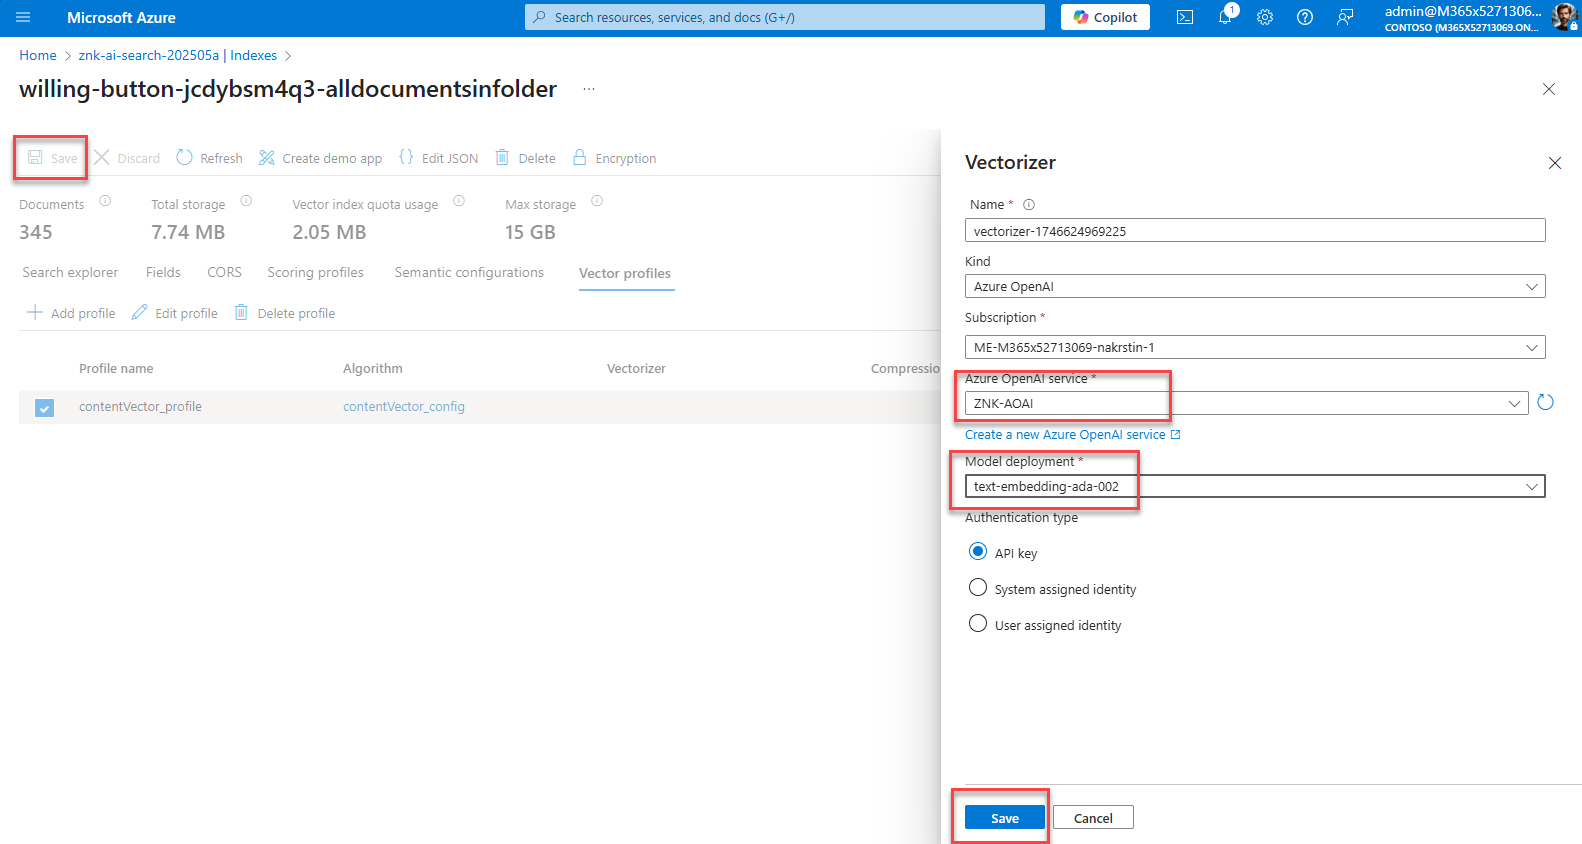 Microsoft Azure
Search resources, services, and docs (G+/)
Copilot
1
admin@M365x5271306...
CONTOSO (M365X52713069.ON...
Home > znk-ai-search-202505a | Indexes >
willing-button-jcdybsm4q3-alldocumentsinfolder ...
Save Discard Refresh Create demo app Edit JSON Delete Encryption
Documents Total storage Vector index quota usage Max storage
345 7.74 MB 2.05 MB 15 GB
Search explorer Fields CORS Scoring profiles Semantic configurations Vector profiles
Add profile Edit profile Delete profile
Profile name Algorithm Vectorizer Compressio
contentVector_profile contentVector_config
Vectorizer
Name *
vectorizer-1746624969225
Kind
Azure OpenAI
Subscription *
ME-M365x52713069-nakrstin-1
Azure OpenAI service *
ZNK-AOAI
Create a new Azure OpenAI service
Model deployment *
text-embedding-ada-002
Authentication type
API key
System assigned identity
User assigned identity
Save Cancel